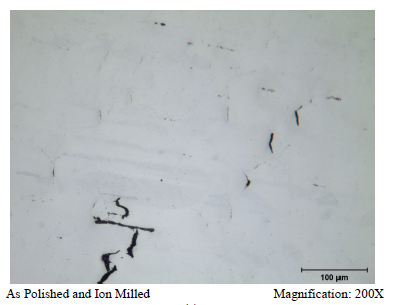 100 µm
As Polished and Ion Milled Magnification: 200X